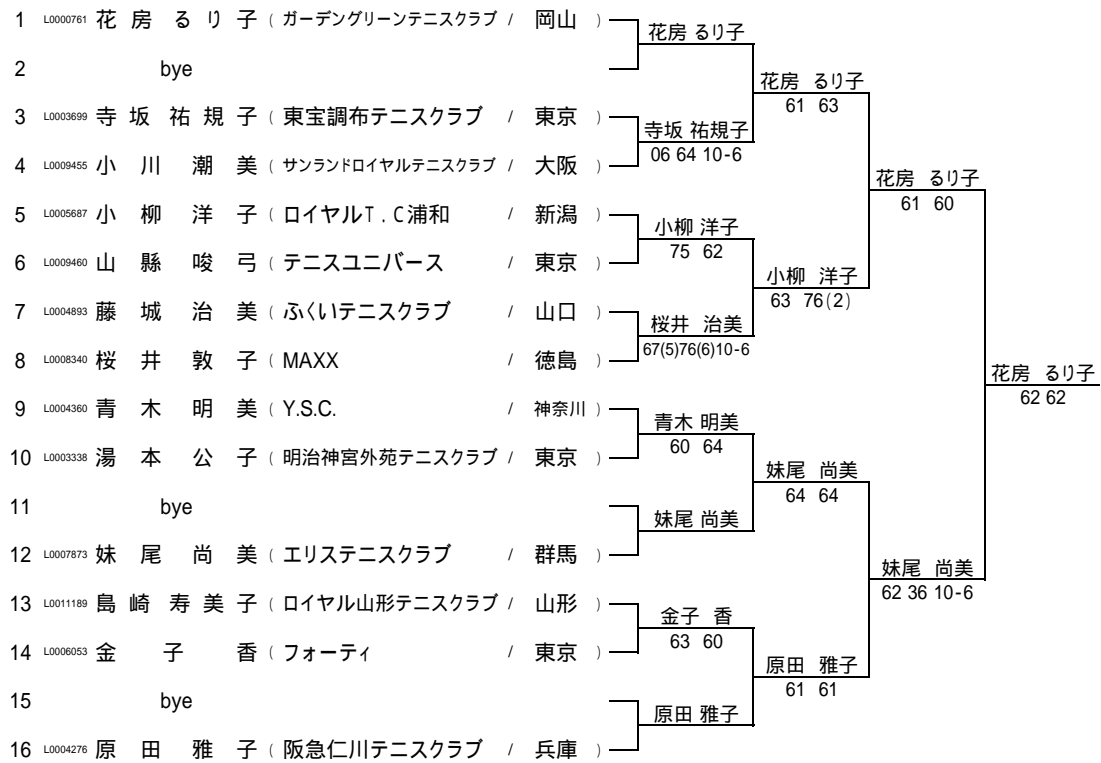 1 L0000761 花房 るり子 ( ガーデングリーンテニスクラブ / 岡山 )
2 bye
3 L0003699 寺坂 祐規子 ( 東宝調布テニスクラブ / 東京 )
4 L0009455 小川 潮美 ( サンランドロイヤルテニスクラブ / 大阪 )
5 L0005687 小柳 洋子 ( ロイヤルT.C浦和 / 新潟 )
6 L0009460 山縣 唆弓 ( テニスユニバース / 東京 )
7 L0004893 藤城 治美 ( ふくいテニスクラブ / 山口 )
8 L0008340 桜井 敦子 ( MAXX / 徳島 )
9 L0004360 青木 明美 ( Y.S.C. / 神奈川 )
10 L0003338 湯本 公子 ( 明治神宮外苑テニスクラブ / 東京 )
11 bye
12 L0007873 妹尾 尚美 ( エリステニスクラブ / 群馬 )
13 L0011189 島崎 寿美子 ( ロイヤル山形テニスクラブ / 山形 )
14 L0006053 金子 香 ( フォーティ / 東京 )
15 bye
16 L0004276 原田 雅子 ( 阪急仁川テニスクラブ / 兵庫 )
花房 るり子
寺坂 祐規子
06 64 10-6
小柳 洋子
75 62
桜井 治美
67(5)76(6)10-6
青木 明美
60 64
妹尾 尚美
金子 香
63 60
原田 雅子
花房 るり子
61 63
小柳 洋子
63 76(2)
妹尾 尚美
64 64
原田 雅子
61 61
花房 るり子
61 60
妹尾 尚美
62 36 10-6
花房 るり子
62 62